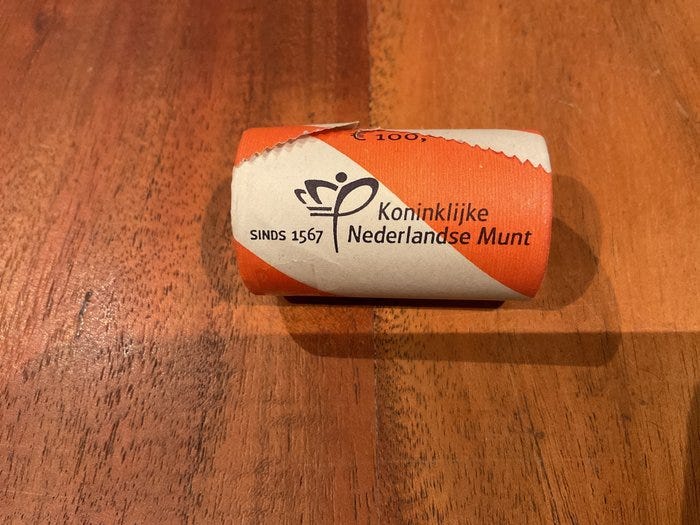 € 100,
Koninklijke
SINDS 1567 Nederlandse Munt